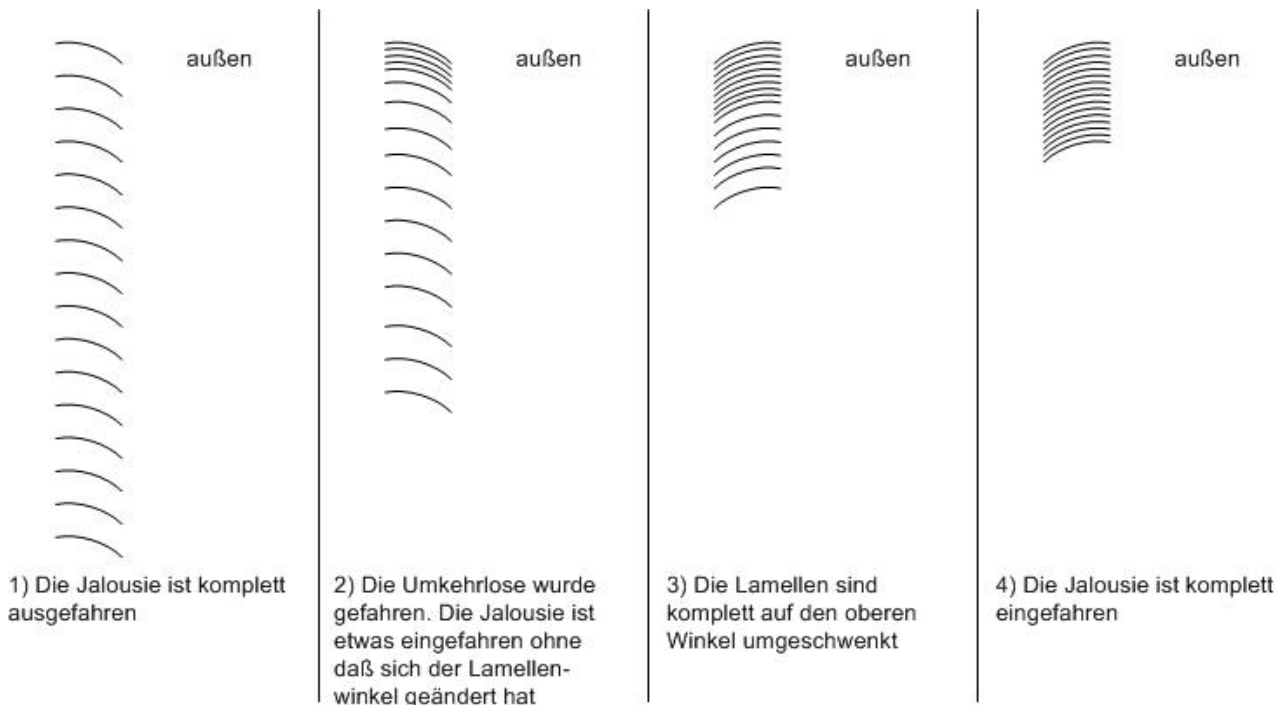 außen
außen
außen
außen
1) Die Jalousie ist komplett
ausgefahren
2) Die Umkehrlose wurde
gefahren. Die Jalousie ist
etwas eingefahren ohne
daß sich der Lamellen-
winkel geändert hat
3) Die Lamellen sind
komplett auf den oberen
Winkel umgeschwenkt
4) Die Jalousie ist komplett
eingefahren